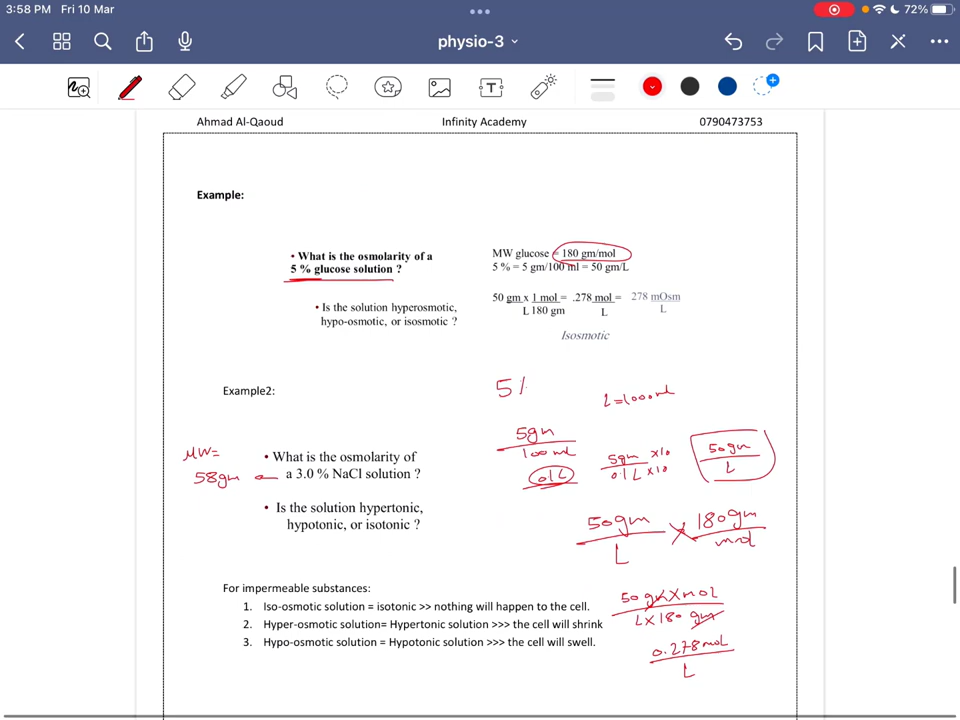 3:58 PM Fri 10 Mar
72%
physio-3
T
Ahmad Al-Qaoud Infinity Academy 0790473753
Example:
• What is the osmolarity of a
5 % glucose solution ?
• Is the solution hyperosmotic,
hypo-osmotic, or isosmotic ?
MW glucose = 180 gm/mol
5 % = 5 gm/100 ml = 50 gm/L
50 gm x 1 mol = .278 mol = 278 mOsm
L 180 gm L L
Isosmotic
Example2:
5 %
L=1000ml
5gm
100 ml
0.1 L
5gm x10
0.1 L x10
50gm
L
MW=
58gm
• What is the osmolarity of
a 3.0 % NaCl solution ?
• Is the solution hypertonic,
hypotonic, or isotonic ?
50gm X 180gm
L mol
For impermeable substances:
1. Iso-osmotic solution = isotonic >> nothing will happen to the cell.
2. Hyper-osmotic solution= Hypertonic solution >>> the cell will shrink
3. Hypo-osmotic solution = Hypotonic solution >>> the cell will swell.
50 gm X mol
L X 180 gm
0.278 mol
L